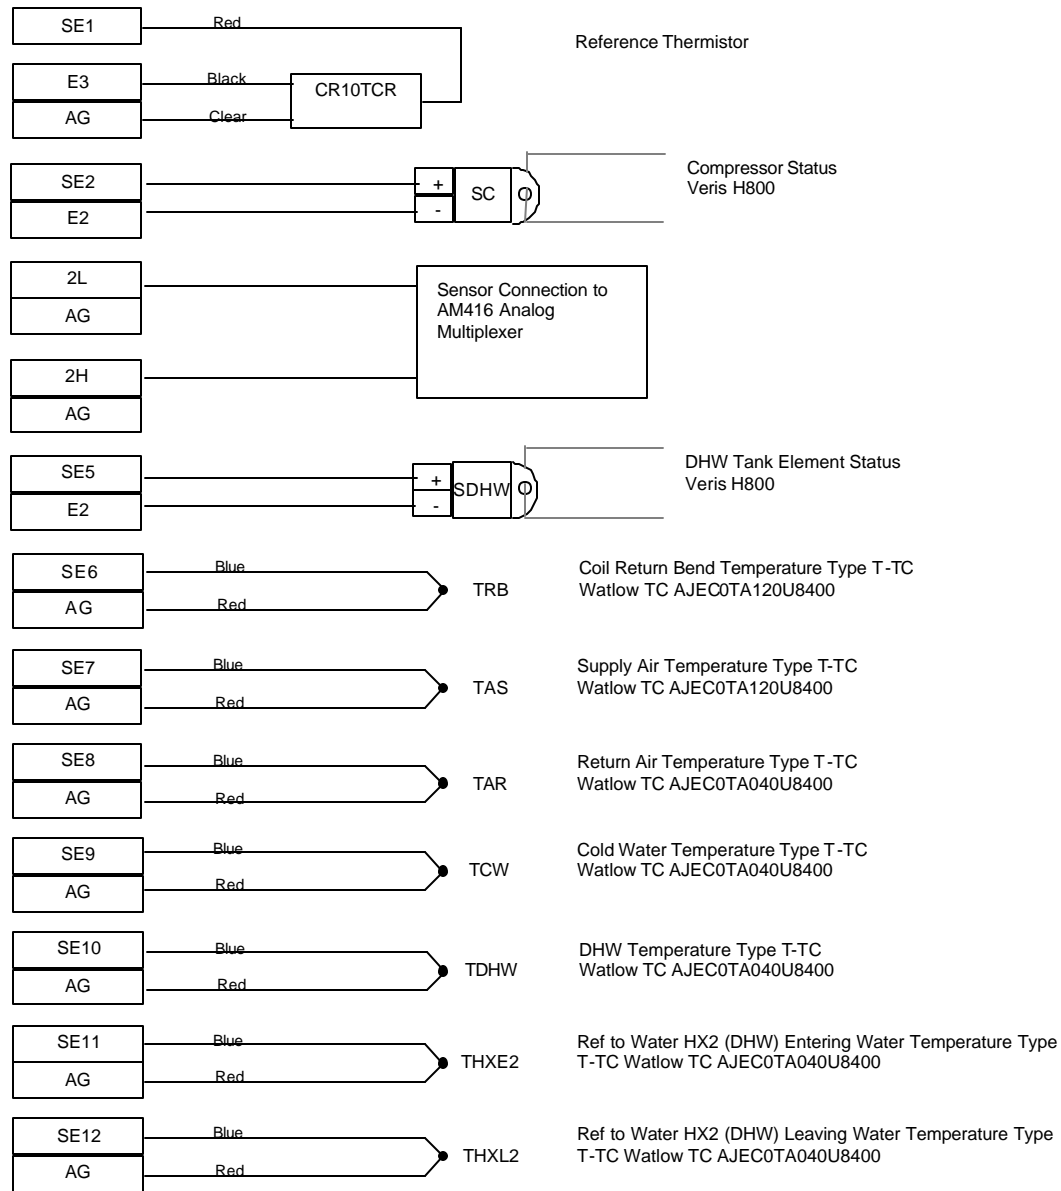 SE1 Red
Reference Thermistor
E3 Black
CR10TCR
AG Clear
SE2 + SC
Compressor Status
E2 -
Veris H800
2L
AG
Sensor Connection to
AM416 Analog
Multiplexer
2H
AG
SE5 + SDHW
DHW Tank Element Status
E2 -
Veris H800
SE6 Blue
AG Red
TRB
Coil Return Bend Temperature Type T-TC
Watlow TC AJEC0TA120U8400
SE7 Blue
AG Red
TAS
Supply Air Temperature Type T-TC
Watlow TC AJEC0TA120U8400
SE8 Blue
AG Red
TAR
Return Air Temperature Type T-TC
Watlow TC AJEC0TA040U8400
SE9 Blue
AG Red
TCW
Cold Water Temperature Type T-TC
Watlow TC AJEC0TA040U8400
SE10 Blue
AG Red
TDHW
DHW Temperature Type T-TC
Watlow TC AJEC0TA040U8400
SE11 Blue
AG Red
THXE2
Ref to Water HX2 (DHW) Entering Water Temperature Type
T-TC Watlow TC AJEC0TA040U8400
SE12 Blue
AG Red
THXL2
Ref to Water HX2 (DHW) Leaving Water Temperature Type
T-TC Watlow TC AJEC0TA040U8400